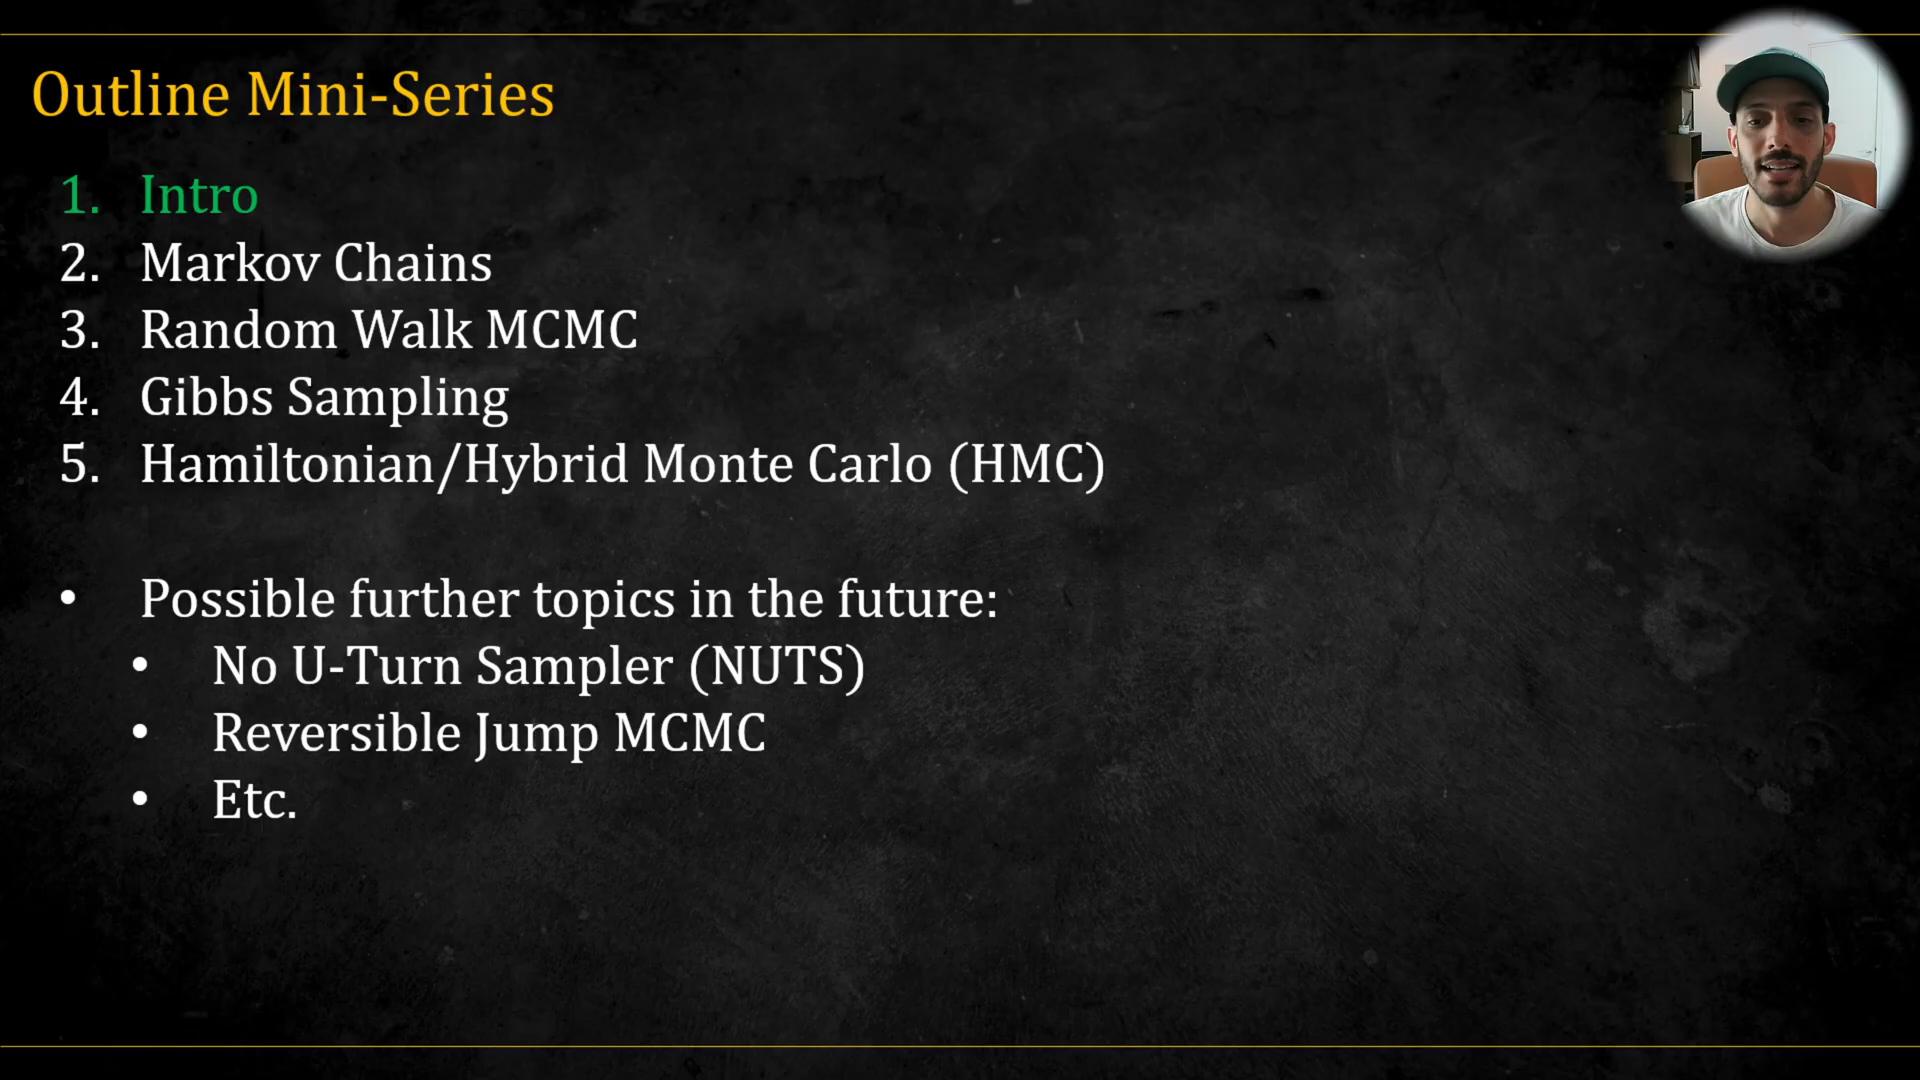 Outline Mini-Series
1. Intro
2. Markov Chains
3. Random Walk MCMC
4. Gibbs Sampling
5. Hamiltonian/Hybrid Monte Carlo (HMC)
• Possible further topics in the future:
• No U-Turn Sampler (NUTS)
• Reversible Jump MCMC
• Etc.